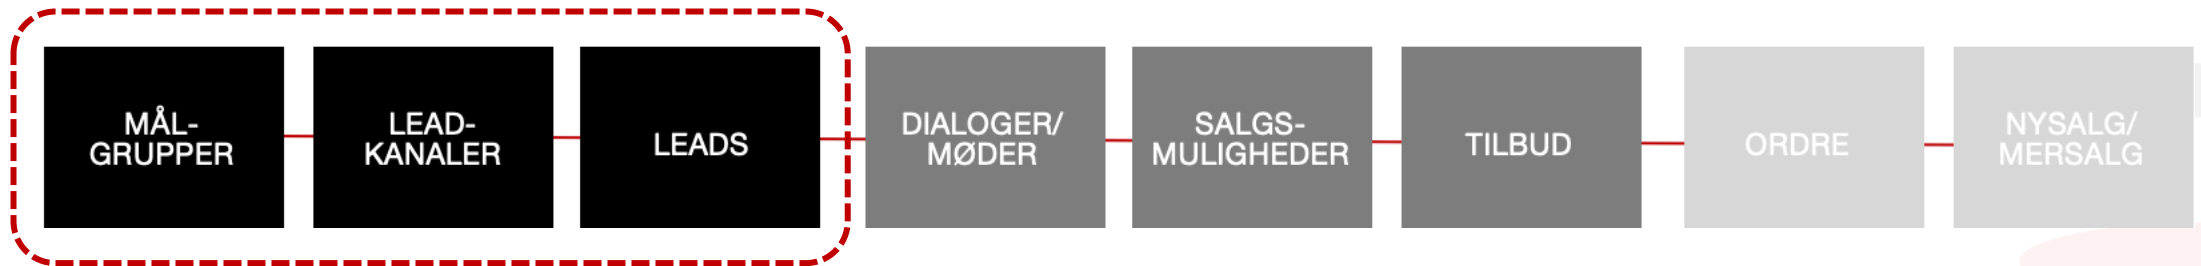 MÅL-
GRUPPER
LEAD-
KANALER
LEADS
DIALOGER/
MØDER
SALGS-
MULIGHEDER
TILBUD
ORDRE
NYSALG/
MERSALG